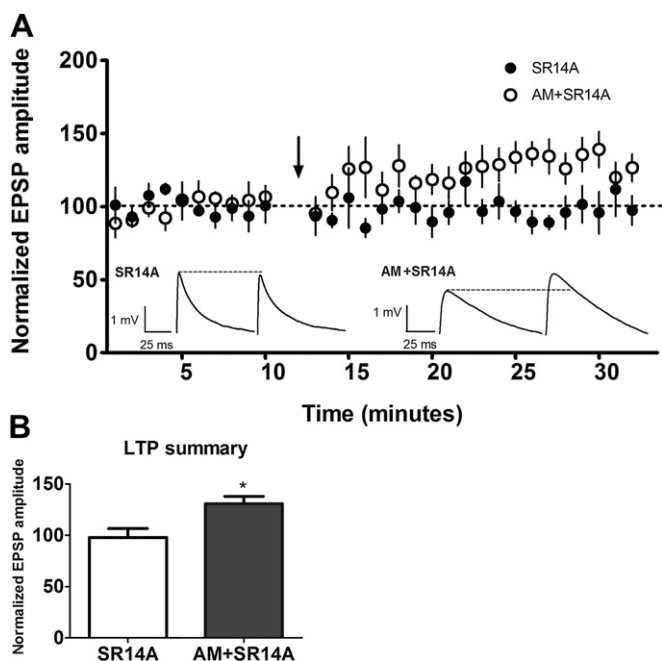 A
Normalized EPSP amplitude
200
150
100
50
0
SR14A
AM+SR14A
SR14A
1 mV
25 ms
AM+SR14A
1 mV
25 ms
5
10
15
20
25
30
Time (minutes)
B
LTP summary
Normalized EPSP amplitude
150
100
50
0
*
SR14A
AM+SR14A